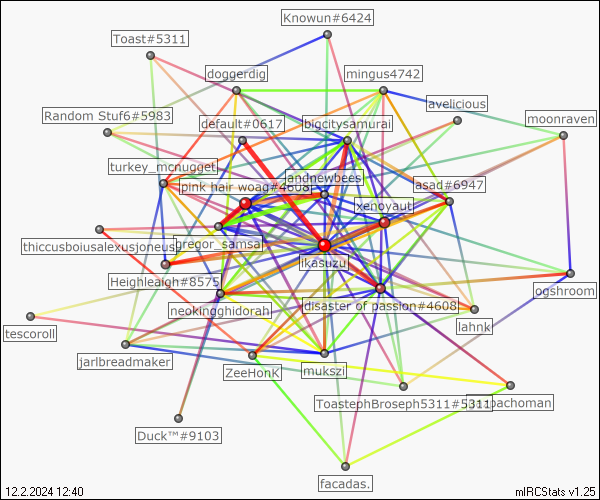 Knowun#6424
Toast#5311
doggerdig
mingus4742
avelicious
Random Stuf6#5983
default#0617
bigcitysamurai
moonraven
turkey_mcnugget
andnewbees
pink hair woag#4608
asad#6947
xenoyaut
thiccusboiusalexusjoneus
gregor_samsa
likasuzu
Heighleigh#8575
ogshroom
neokingghidorah
disaster of passion#4608
lahnk
tescoroll
jarlbreadmaker
ZeeHonK
mukszi
ToastephBroseph5311#5311
pachoman
Duck™#9103
facadas.
12.2.2024 12:40
mIRCStats v1.25